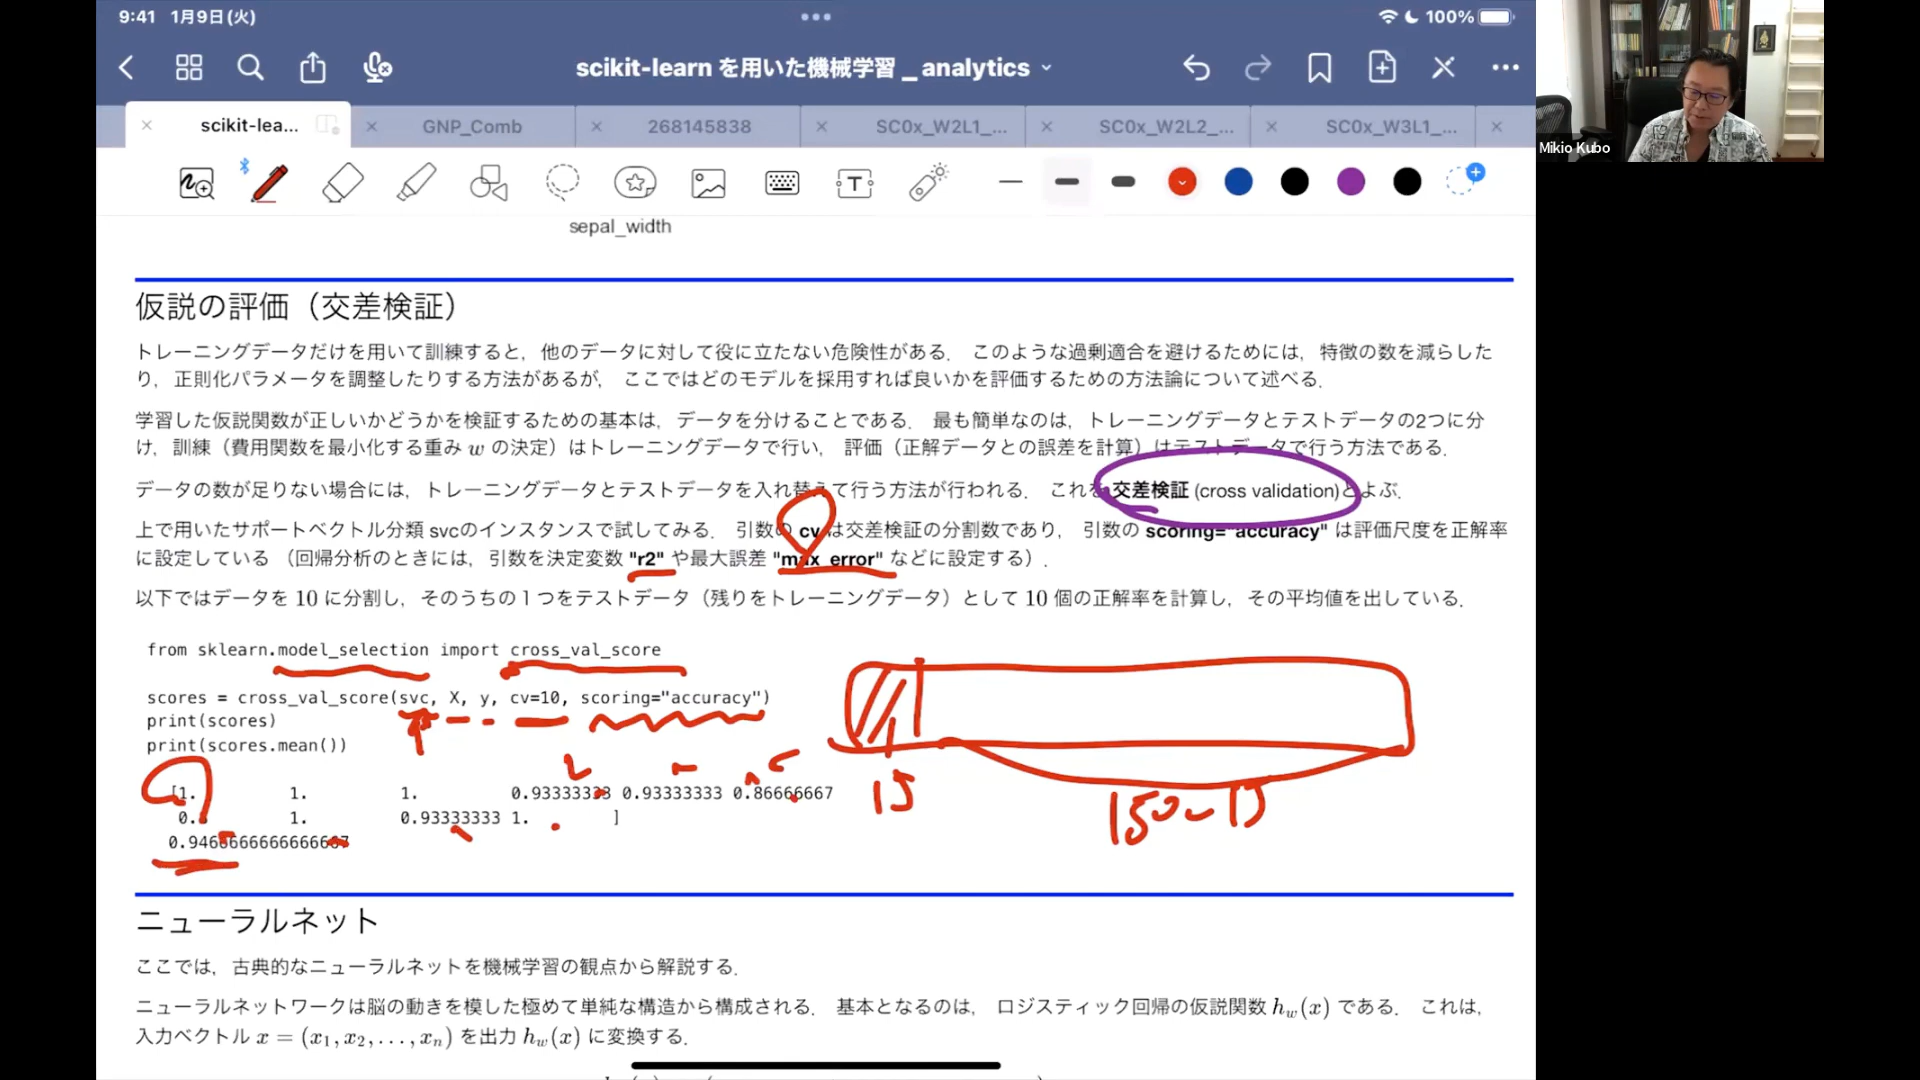 9:41 1月9日(火)
100%
scikit-learn を用いた機械学習 _ analytics
scikit-lea...
GNP_Comb
268145838
SC0x_W2L1_...
SC0x_W2L2_...
SC0x_W3L1_...
Mikio Kubo
sepal_width
仮説の評価（交差検証）
トレーニングデータだけを用いて訓練すると，他のデータに対して役に立たない危険性がある． このような過剰適合を避けるためには，特徴の数を減らした
り，正則化パラメータを調整したりする方法があるが， ここではどのモデルを採用すれば良いかを評価するための方法論について述べる．
学習した仮説関数が正しいかどうかを検証するための基本は，データを分けることである． 最も簡単なのは，トレーニングデータとテストデータの2つに分
け，訓練（費用関数を最小化する重み w の決定）はトレーニングデータで行い， 評価（正解データとの誤差を計算）はテストデータで行う方法である．
データの数が足りない場合には，トレーニングデータとテストデータを入れ替えて行う方法が行われる． これを 交差検証 (cross validation)とよぶ．
上で用いたサポートベクトル分類 svcのインスタンスで試してみる． 引数の cv は交差検証の分割数であり， 引数の scoring="accuracy" は評価尺度を正解率
に設定している （回帰分析のときには，引数を決定変数 "r2" や最大誤差 "max_error" などに設定する）．
以下ではデータを 10 に分割し，そのうちの１つをテストデータ（残りをトレーニングデータ）として 10 個の正解率を計算し，その平均値を出している．
from sklearn.model_selection import cross_val_score
scores = cross_val_score(svc, X, y, cv=10, scoring="accuracy")
print(scores)
print(scores.mean())
[1. 1. 1. 0.93333333 0.93333333 0.86666667
1. 0.93333333 1. ]
0.9466666666666667
15
150-15
ニューラルネット
ここでは，古典的なニューラルネットを機械学習の観点から解説する．
ニューラルネットワークは脳の動きを模した極めて単純な構造から構成される． 基本となるのは， ロジスティック回帰の仮説関数 h_w(x) である． これは，
入力ベクトル x = (x₁, x₂, . . . , xₙ) を出力 h_w(x) に変換する．